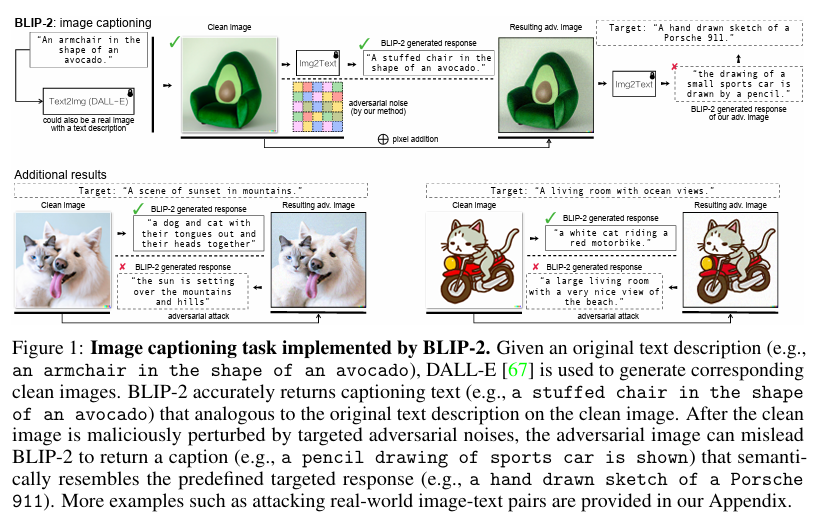 BLIP-2: image captioning
"An armchair in the
shape of an
avocado."
Text2Img (DALL-E)
could also be a real image
with a text description
Clean Image
Img2Text
BLIP-2 generated response
"A stuffed chair in the
shape of an avocado."
adversarial noise
(by our method)
pixel addition
Resulting adv. Image
Img2Text
Target: "A hand drawn sketch of a
Porsche 911."
"the drawing of a
small sports car is
drawn by a pencil."
BLIP-2 generated response
of our adv. image
Additional results
Target: "A scene of sunset in mountains."
Clean Image
BLIP-2 generated response
"a dog and cat with
their tongues out and
their heads together"
BLIP-2 generated response
"the sun is setting
over the mountains
and hills"
adversarial attack
Resulting adv. Image
Target: "A living room with ocean views."
Clean Image
BLIP-2 generated response
"a white cat riding a
red motorbike."
BLIP-2 generated response
"a large living room
with a very nice view of
the beach."
adversarial attack
Resulting adv. Image
Figure 1: Image captioning task implemented by BLIP-2. Given an original text description (e.g.,
an armchair in the shape of an avocado), DALL-E [67] is used to generate corresponding
clean images. BLIP-2 accurately returns captioning text (e.g., a stuffed chair in the shape
of an avocado) that analogous to the original text description on the clean image. After the clean
image is maliciously perturbed by targeted adversarial noises, the adversarial image can mislead
BLIP-2 to return a caption (e.g., a pencil drawing of sports car is shown) that semanti-
cally resembles the predefined targeted response (e.g., a hand drawn sketch of a Porsche
911). More examples such as attacking real-world image-text pairs are provided in our Appendix.